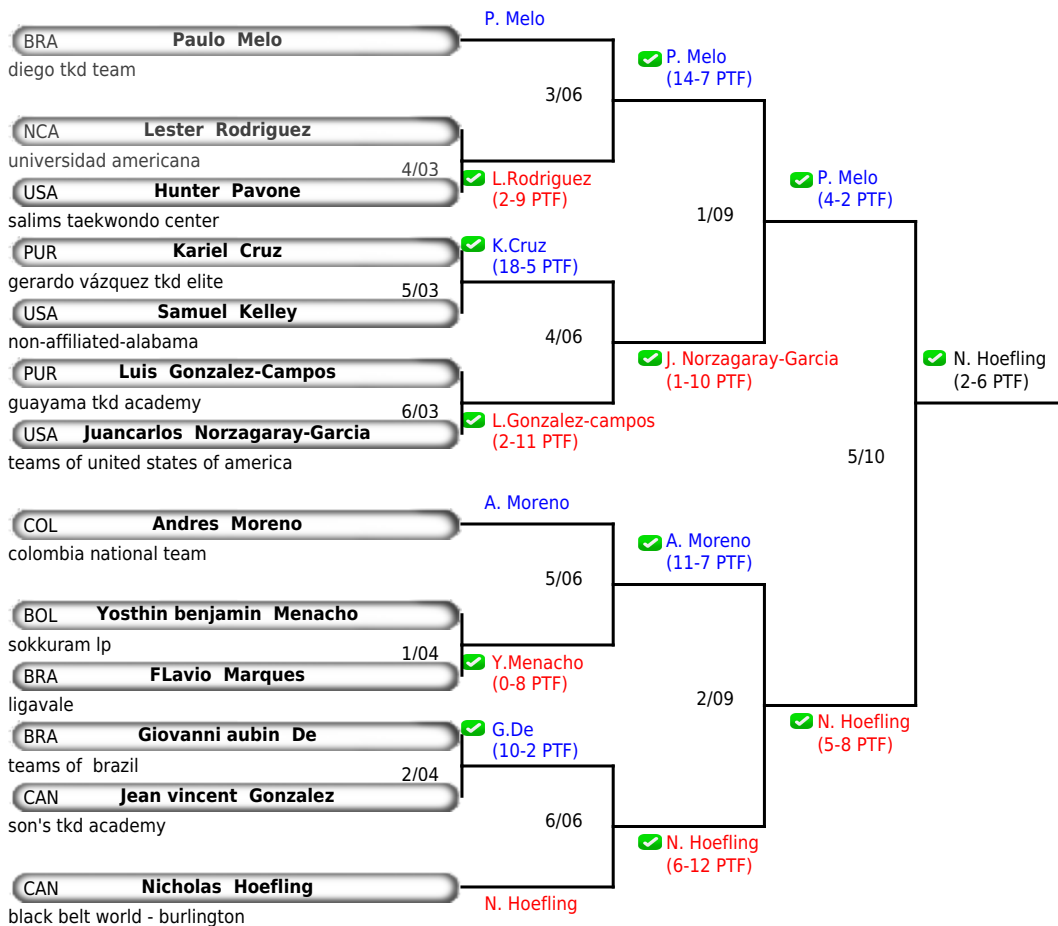 P. Melo
BRA Paulo Melo
diego tkd team
P. Melo
(14-7 PTF)
3/06
NCA Lester Rodriguez
universidad americana
4/03
L.Rodriguez
(2-9 PTF)
USA Hunter Pavone
salims taekwondo center
P. Melo
(4-2 PTF)
1/09
PUR Kariel Cruz
K.Cruz
(18-5 PTF)
gerardo vázquez tkd elite
5/03
USA Samuel Kelley
non-affiliated-alabama
4/06
J. Norzagaray-Garcia
(1-10 PTF)
N. Hoefling
(2-6 PTF)
PUR Luis Gonzalez-Campos
guayama tkd academy
6/03
L.Gonzalez-campos
(2-11 PTF)
USA Juancarlos Norzagaray-Garcia
teams of united states of america
5/10
A. Moreno
COL Andres Moreno
colombia national team
A. Moreno
(11-7 PTF)
5/06
BOL Yosthin benjamin Menacho
sokkuram lp
1/04
Y.Menacho
(0-8 PTF)
BRA FLavio Marques
ligavale
2/09
N. Hoefling
(5-8 PTF)
BRA Giovanni aubin De
G.De
(10-2 PTF)
teams of brazil
2/04
CAN Jean vincent Gonzalez
son's tkd academy
6/06
N. Hoefling
(6-12 PTF)
CAN Nicholas Hoefling
N. Hoefling
black belt world - burlington